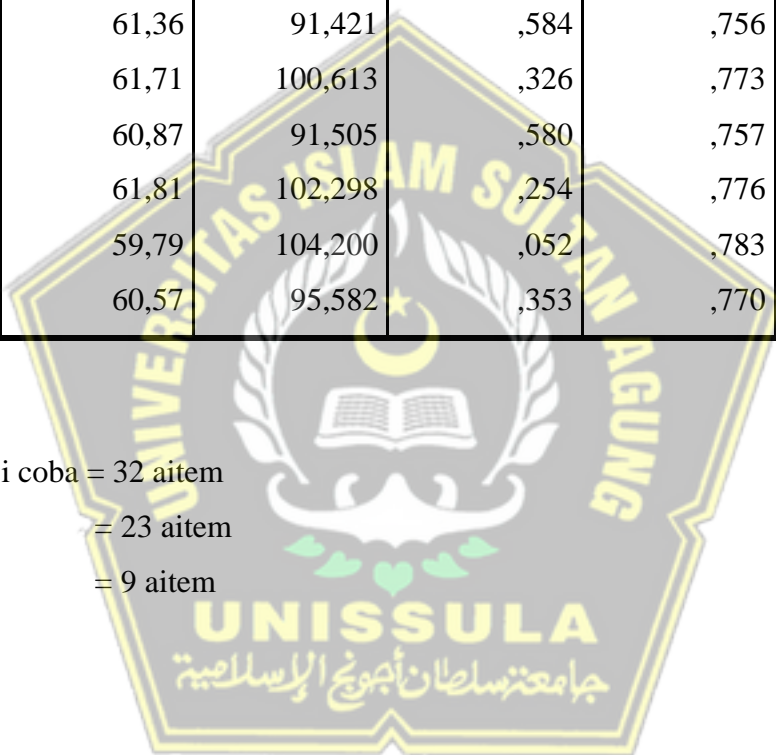 61,36 91,421 ,584 ,756
61,71 100,613 ,326 ,773
60,87 91,505 ,580 ,757
61,81 102,298 ,254 ,776
59,79 104,200 ,052 ,783
60,57 95,582 ,353 ,770
UNIVERSITAS ISLAM SULTAN AGUNG
i coba = 32 aitem
= 23 aitem
= 9 aitem
UNISSULA
جامعة سلطان أجونج الإسلامية